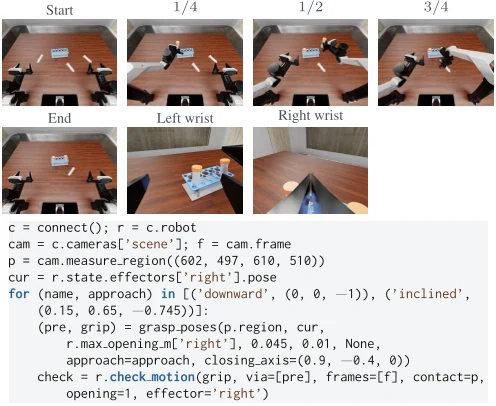 Start
1/4
1/2
3/4
End
Left wrist
Right wrist
c = connect(); r = c.robot
cam = c.cameras['scene']; f = cam.frame
p = cam.measure_region((602, 497, 610, 510))
cur = r.state.effectors['right'].pose
for (name, approach) in [('downward', (0, 0, −1)), ('inclined',
(0.15, 0.65, −0.745))]:
(pre, grip) = grasp_poses(p.region, cur,
r.max_opening_m['right'], 0.045, 0.01, None,
approach=approach, closing_axis=(0.9, −0.4, 0))
check = r.check_motion(grip, via=[pre], frames=[f], contact=p,
opening=1, effector='right')